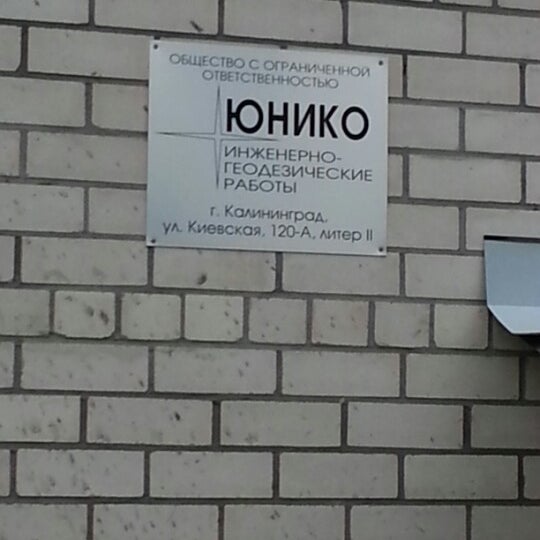 ОБЩЕСТВО С ОГРАНИЧЕННОЙ
ОТВЕТСТВЕННОСТЬЮ
ЮНИКО
ИНЖЕНЕРНО-
ГЕОДЕЗИЧЕСКИЕ
РАБОТЫ
г. Калининград,
ул. Киевская, 120-А, литер II